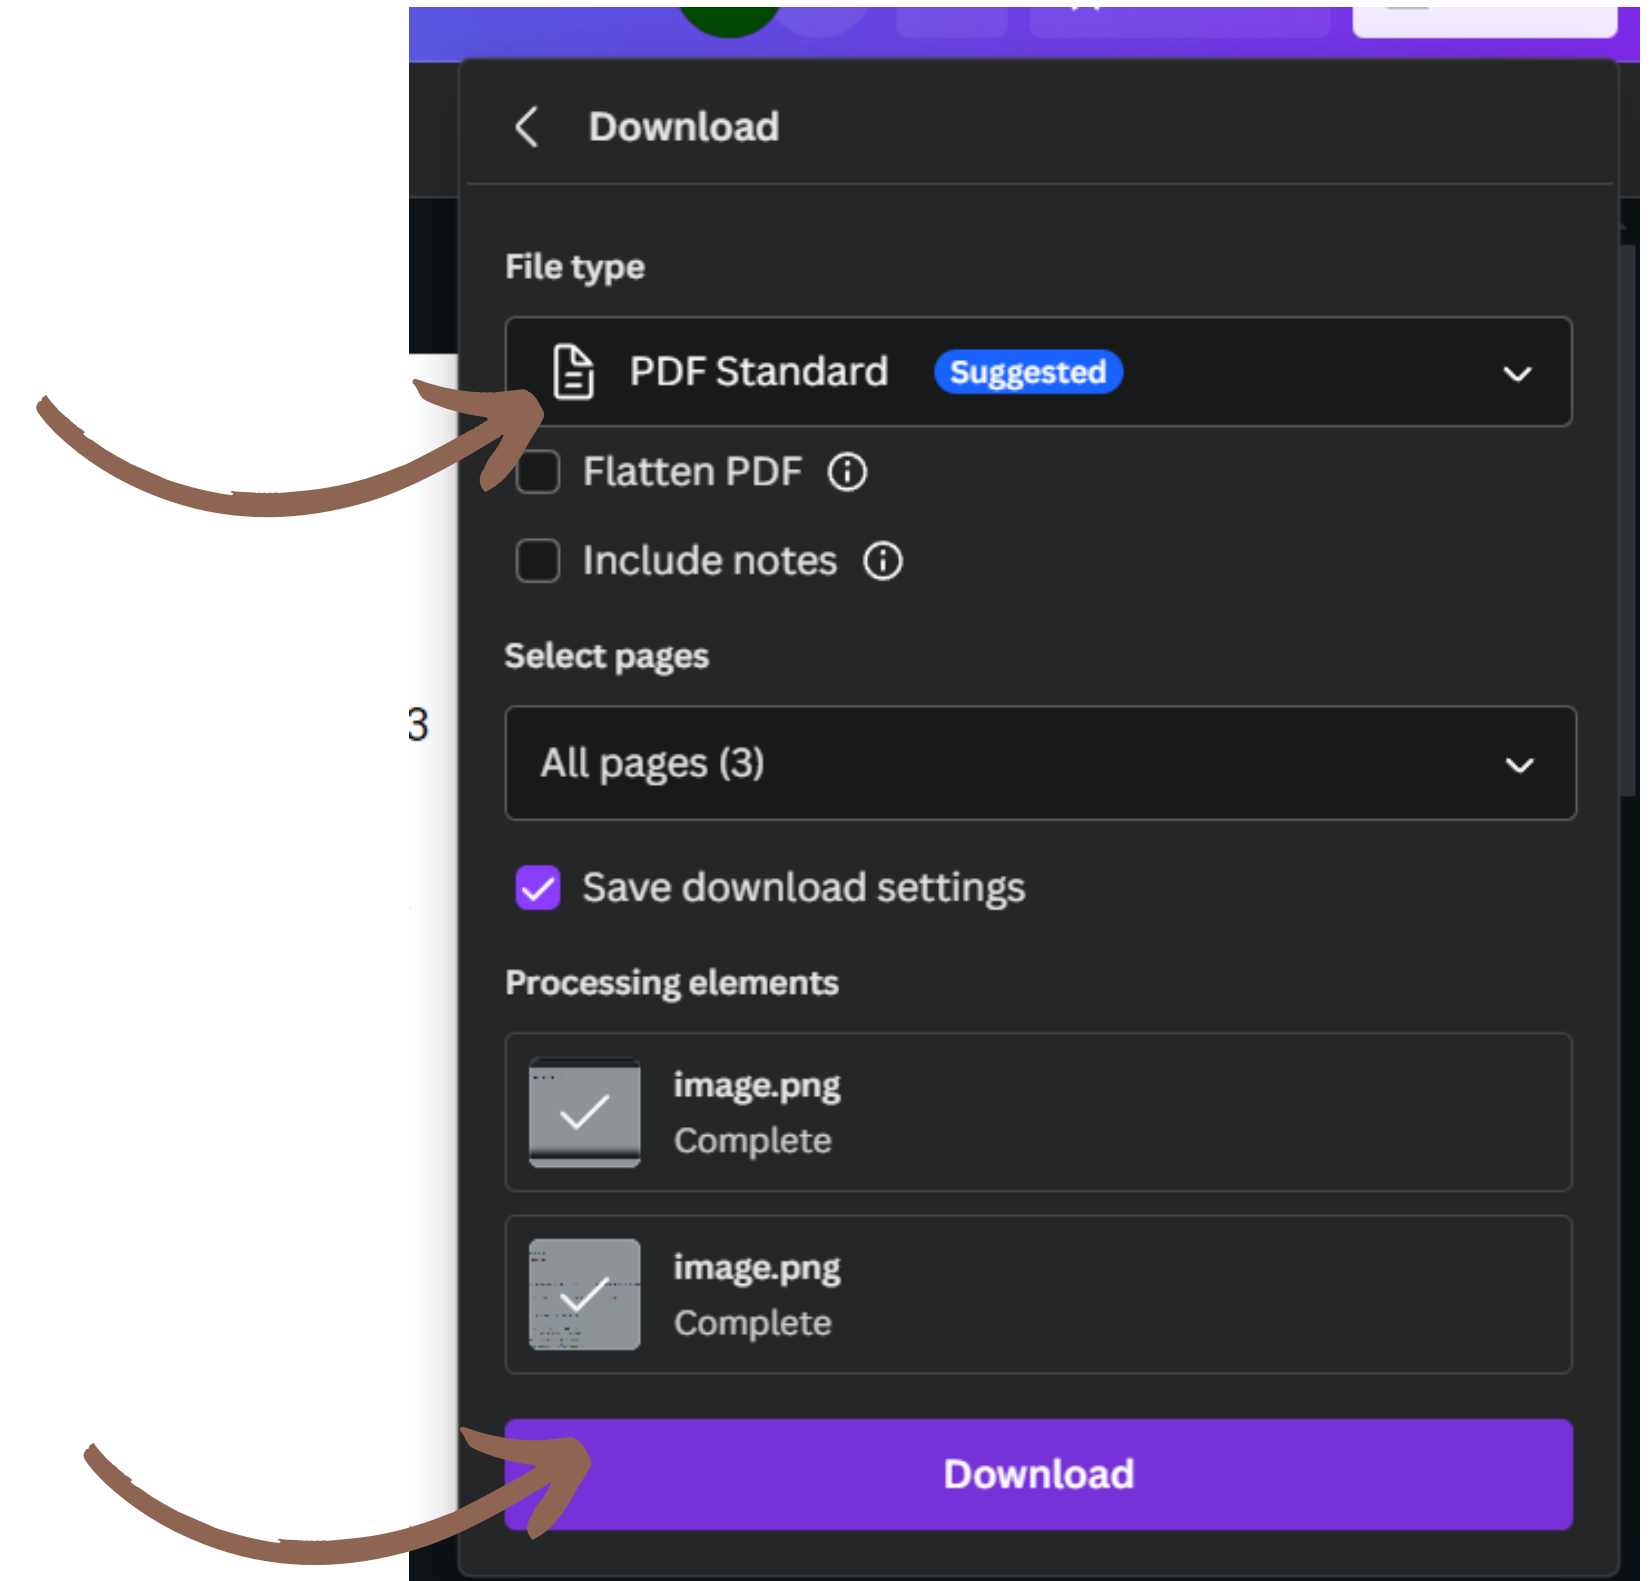 Download
File type
PDF Standard Suggested
Flatten PDF
Include notes
Select pages
3
All pages (3)
Save download settings
Processing elements
image.png
Complete
image.png
Complete
Download